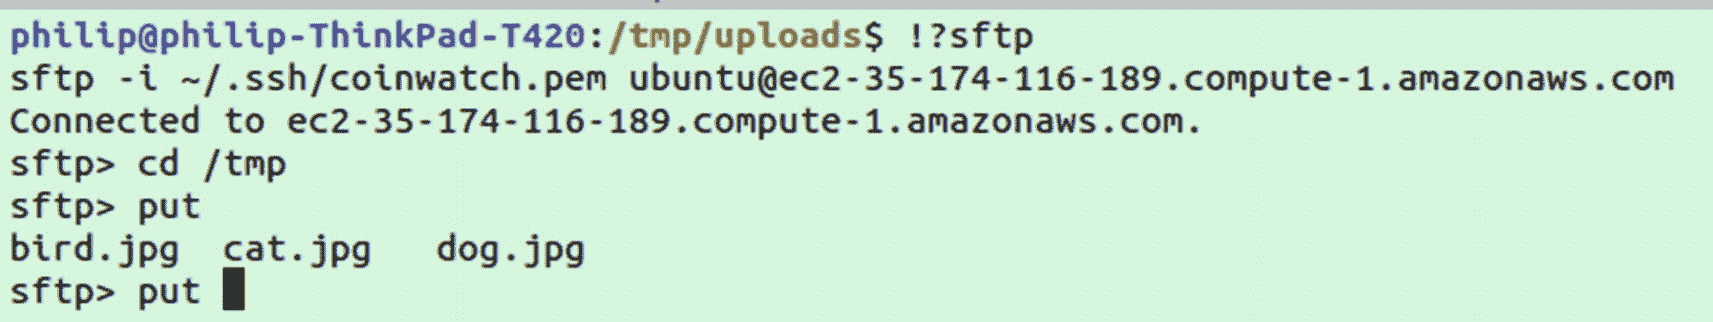 philip@philip-ThinkPad-T420:/tmp/uploads$ !?sftp
sftp -i ~/.ssh/coinwatch.pem ubuntu@ec2-35-174-116-189.compute-1.amazonaws.com
Connected to ec2-35-174-116-189.compute-1.amazonaws.com.
sftp> cd /tmp
sftp> put
bird.jpg  cat.jpg   dog.jpg
sftp> put